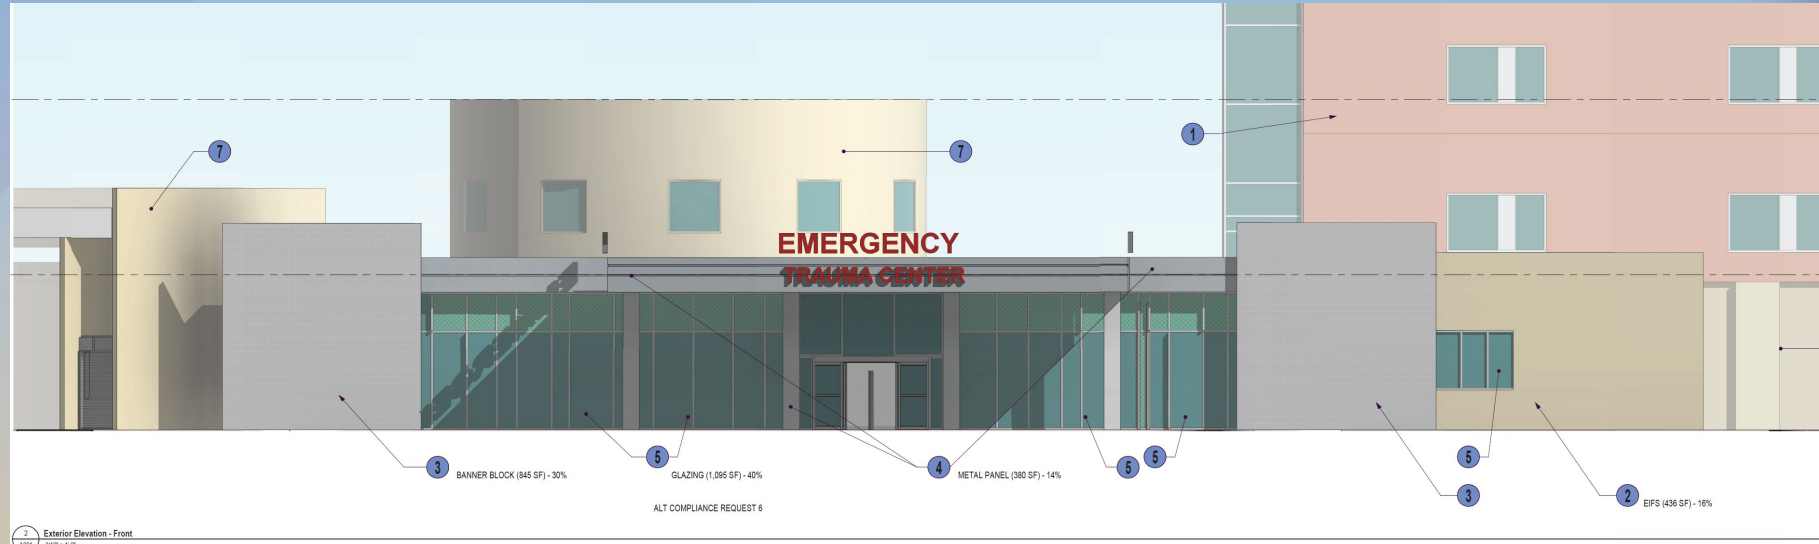 7
7
1
EMERGENCY
TRAUMA CENTER
3
BANNER BLOCK (845 SF) - 30%
5
GLAZING (1,095 SF) - 40%
4
METAL PANEL (380 SF) - 14%
5
5
5
3
2
EIFS (436 SF) - 16%
ALT COMPLIANCE REQUEST 6
2
Exterior Elevation - Front